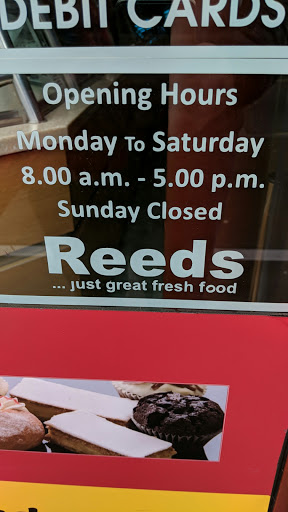 DEBIT CARDS
Opening Hours
Monday To Saturday
8.00 a.m. - 5.00 p.m.
Sunday Closed
Reeds
... just great fresh food